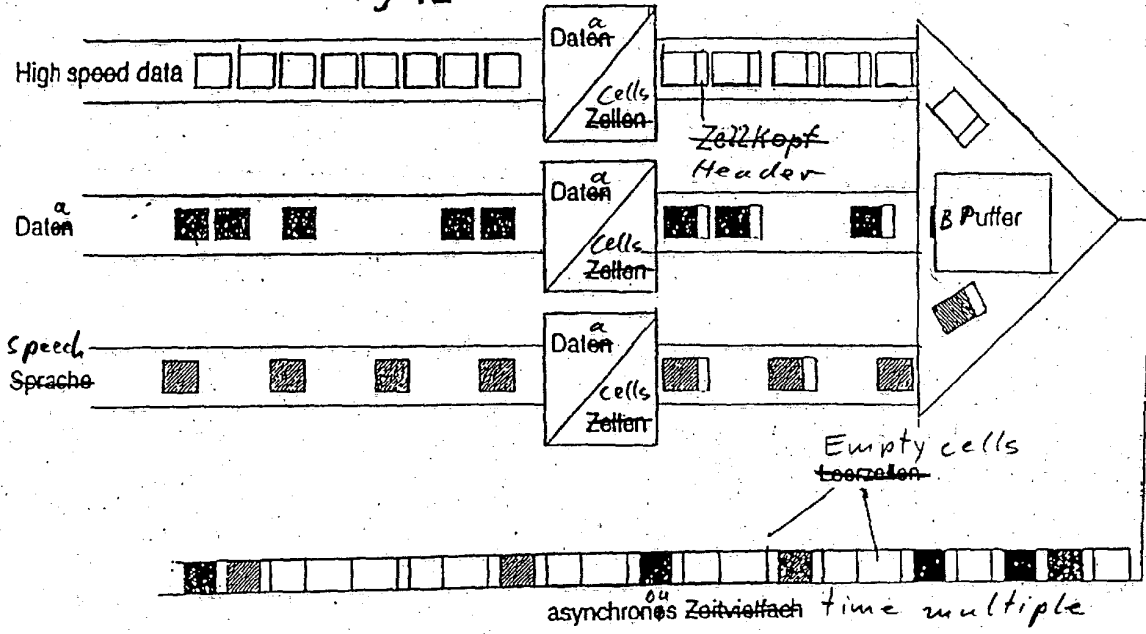 a
Daten
High speed data
Cells
Zellen
Zellkopf
Header
a
Daten
a
Daten
Cells
Zellen
B Puffer
Speech
Sprache
a
Daten
cells
Zellen
Empty cells
Leerzellen
ou
asynchrones Zeitvielfach time multiple